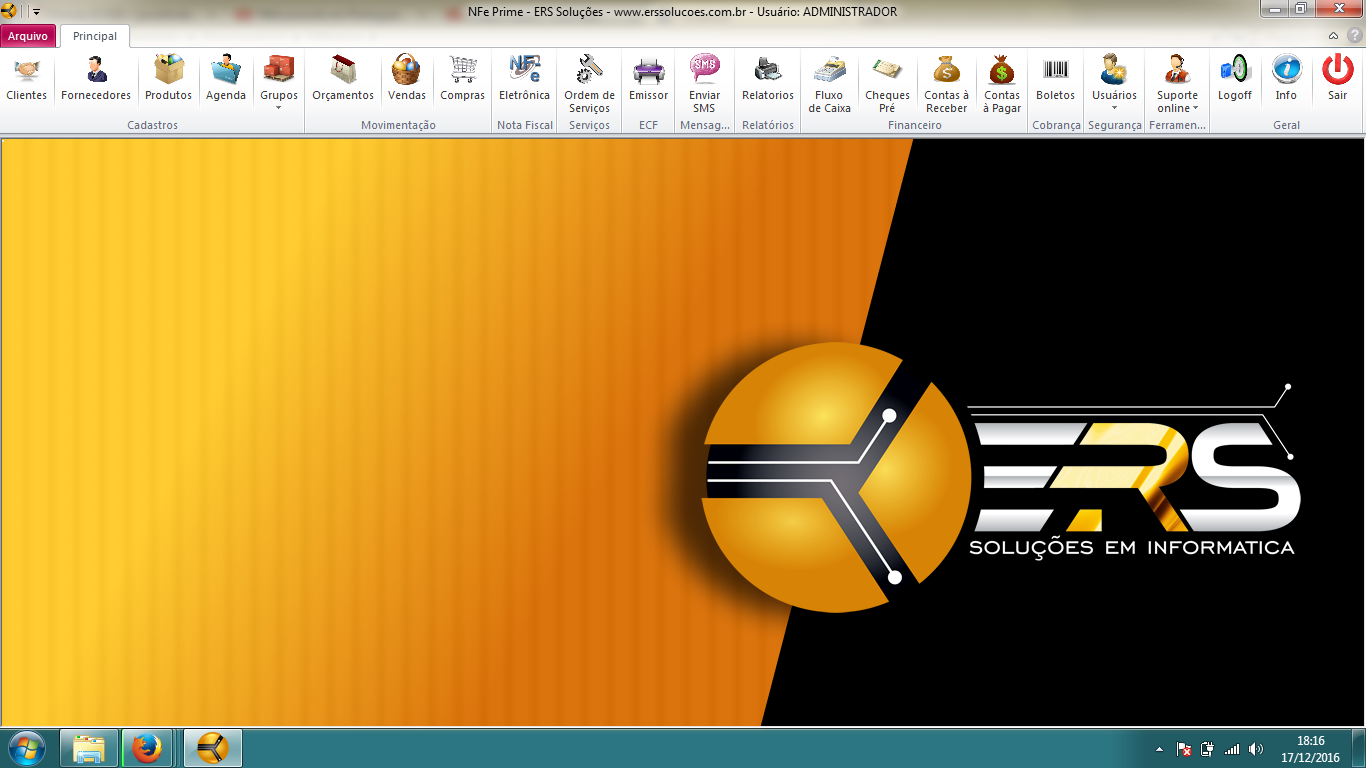 NFe Prime - ERS Soluções - www.erssolucoes.com.br - Usuário: ADMINISTRADOR
Arquivo
Principal
Clientes
Fornecedores
Produtos
Agenda
Grupos
Orçamentos
Vendas
Compras
NF-e
Eletrônica
Ordem de
Serviços
Emissor
SMS
Enviar
SMS
Relatorios
Fluxo
de Caixa
Cheques
Pré
Contas à
Receber
Contas
à Pagar
Boletos
Usuários
Suporte
online
Logoff
Info
Sair
Cadastros
Movimentação
Nota Fiscal
Serviços
ECF
Mensag...
Relatórios
Financeiro
Cobrança
Segurança
Ferramen...
Geral
ERS
SOLUÇÕES EM INFORMATICA
18:16
17/12/2016